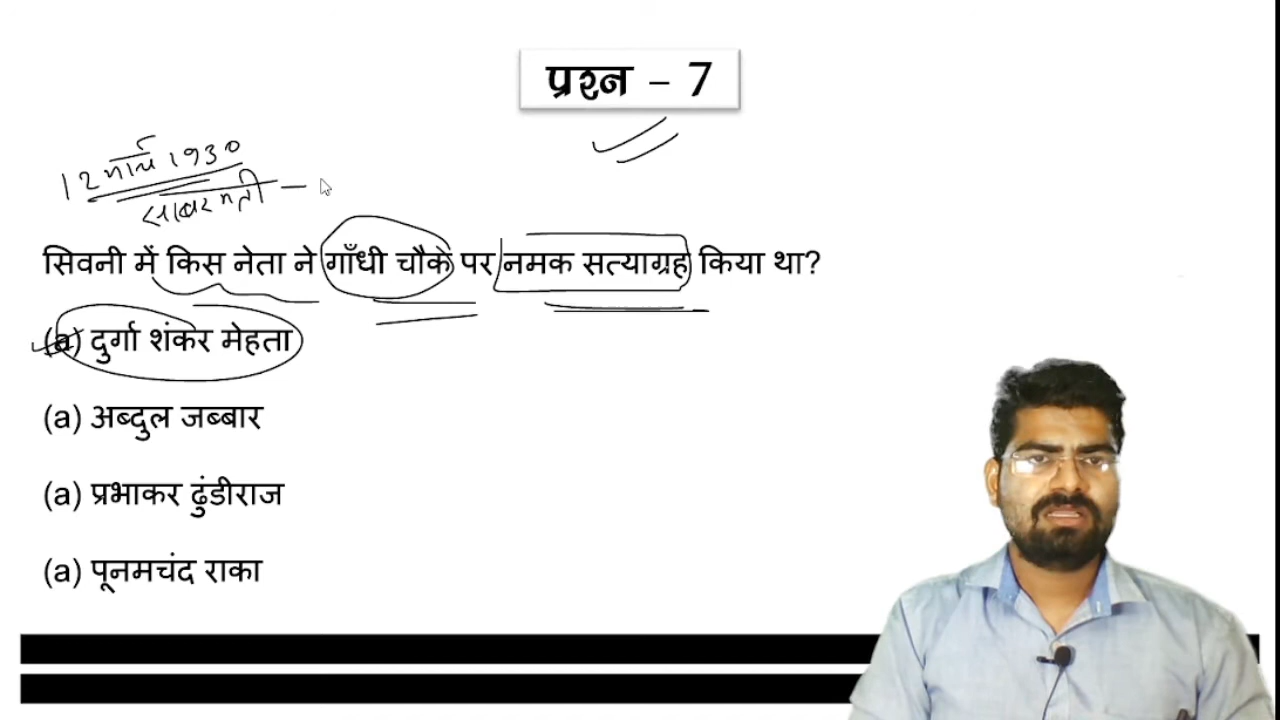 प्रश्न – 7
12 मार्च 1930
साबरमती –
सिवनी में किस नेता ने गाँधी चौक पर नमक सत्याग्रह किया था?
(a) दुर्गा शंकर मेहता
(a) अब्दुल जब्बार
(a) प्रभाकर ढुंडीराज
(a) पूनमचंद राका